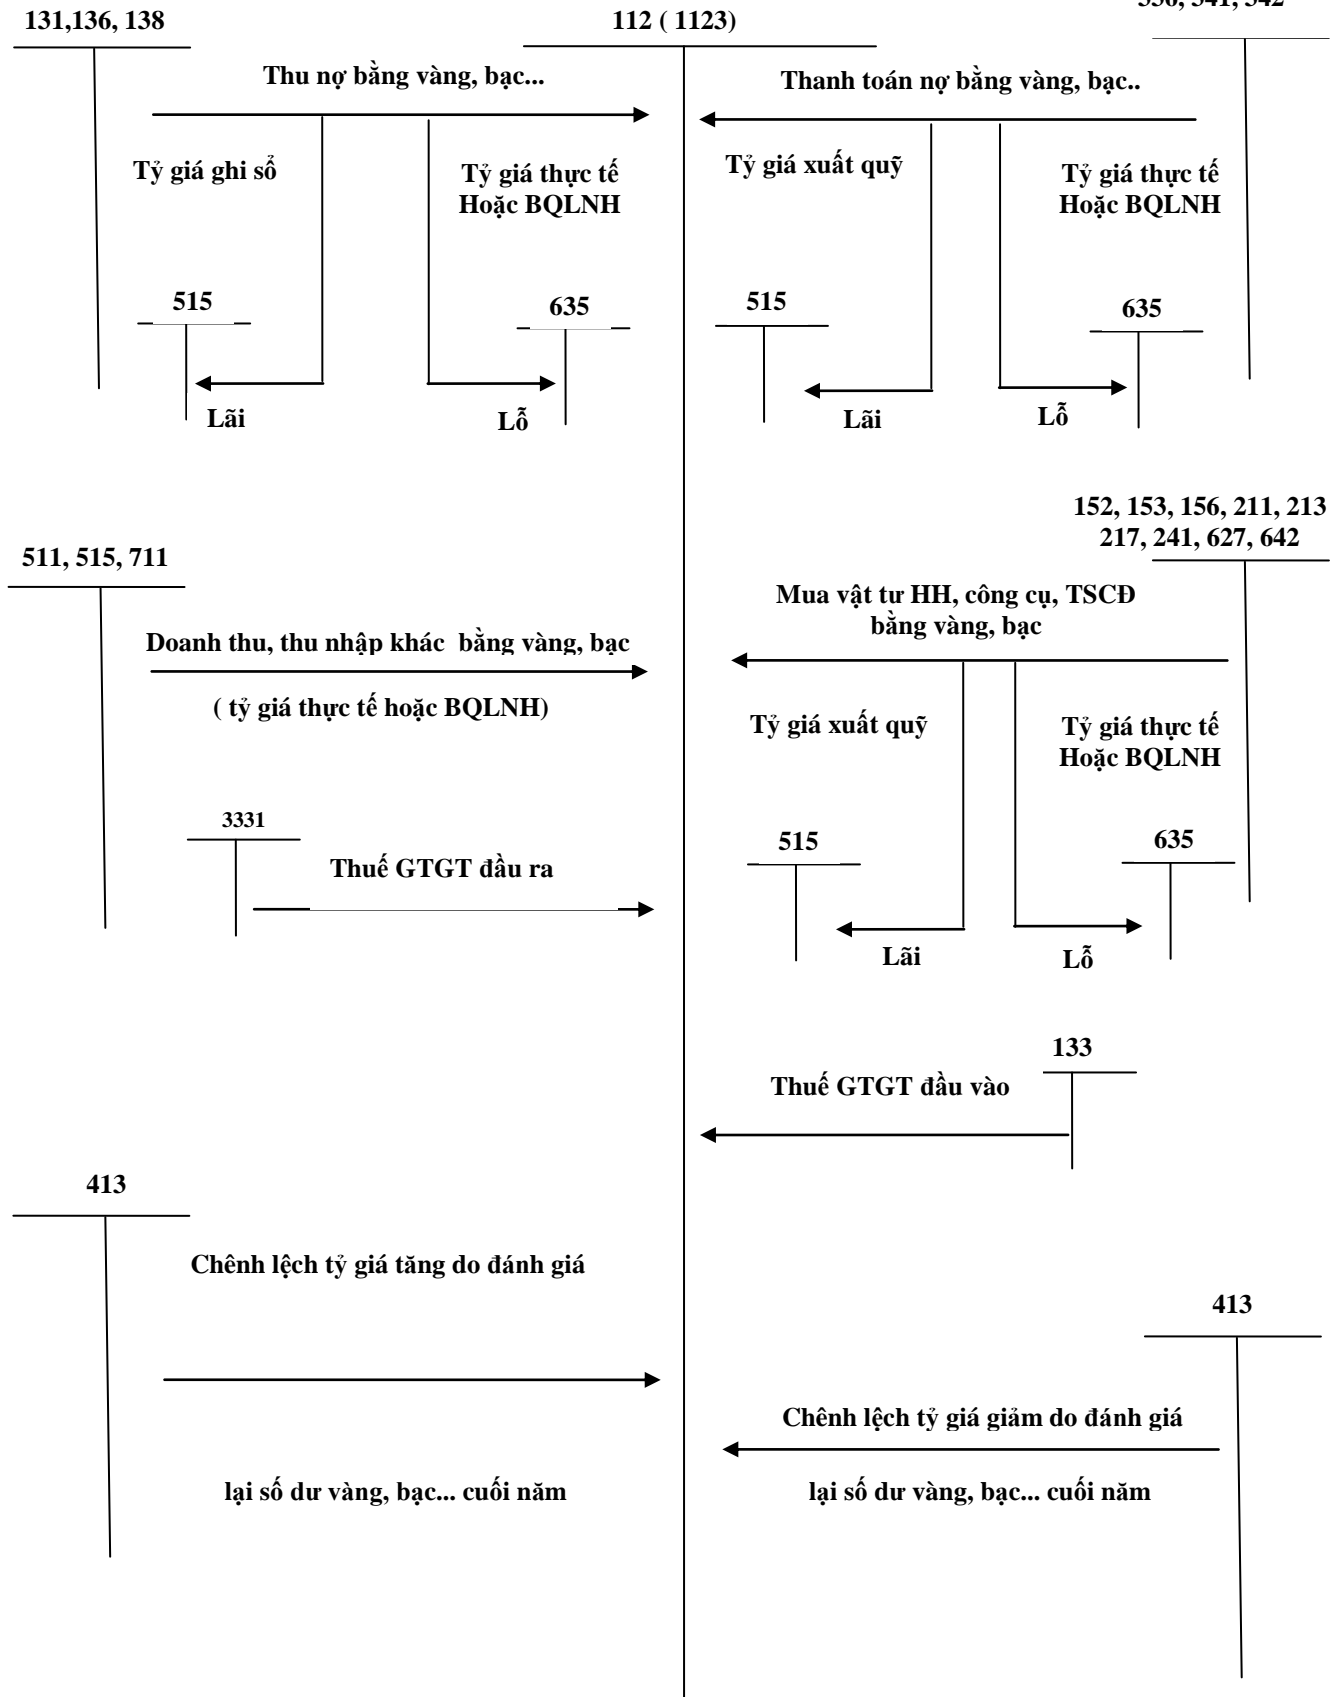 131,136, 138
112 ( 1123)
Thu nợ bằng vàng, bạc...
Thanh toán nợ bằng vàng, bạc..
Tỷ giá ghi sổ
Tỷ giá thực tế
Hoặc BQLNH
Tỷ giá xuất quỹ
Tỷ giá thực tế
Hoặc BQLNH
515
635
515
635
Lãi
Lỗ
Lãi
Lỗ
511, 515, 711
152, 153, 156, 211, 213
217, 241, 627, 642
Doanh thu, thu nhập khác bằng vàng, bạc
( tỷ giá thực tế hoặc BQLNH)
Mua vật tư HH, công cụ, TSCĐ
bằng vàng, bạc
Tỷ giá xuất quỹ
Tỷ giá thực tế
Hoặc BQLNH
3331
Thuế GTGT đầu ra
515
635
Lãi
Lỗ
133
Thuế GTGT đầu vào
413
Chênh lệch tỷ giá tăng do đánh giá
lại số dư vàng, bạc... cuối năm
413
Chênh lệch tỷ giá giảm do đánh giá
lại số dư vàng, bạc... cuối năm